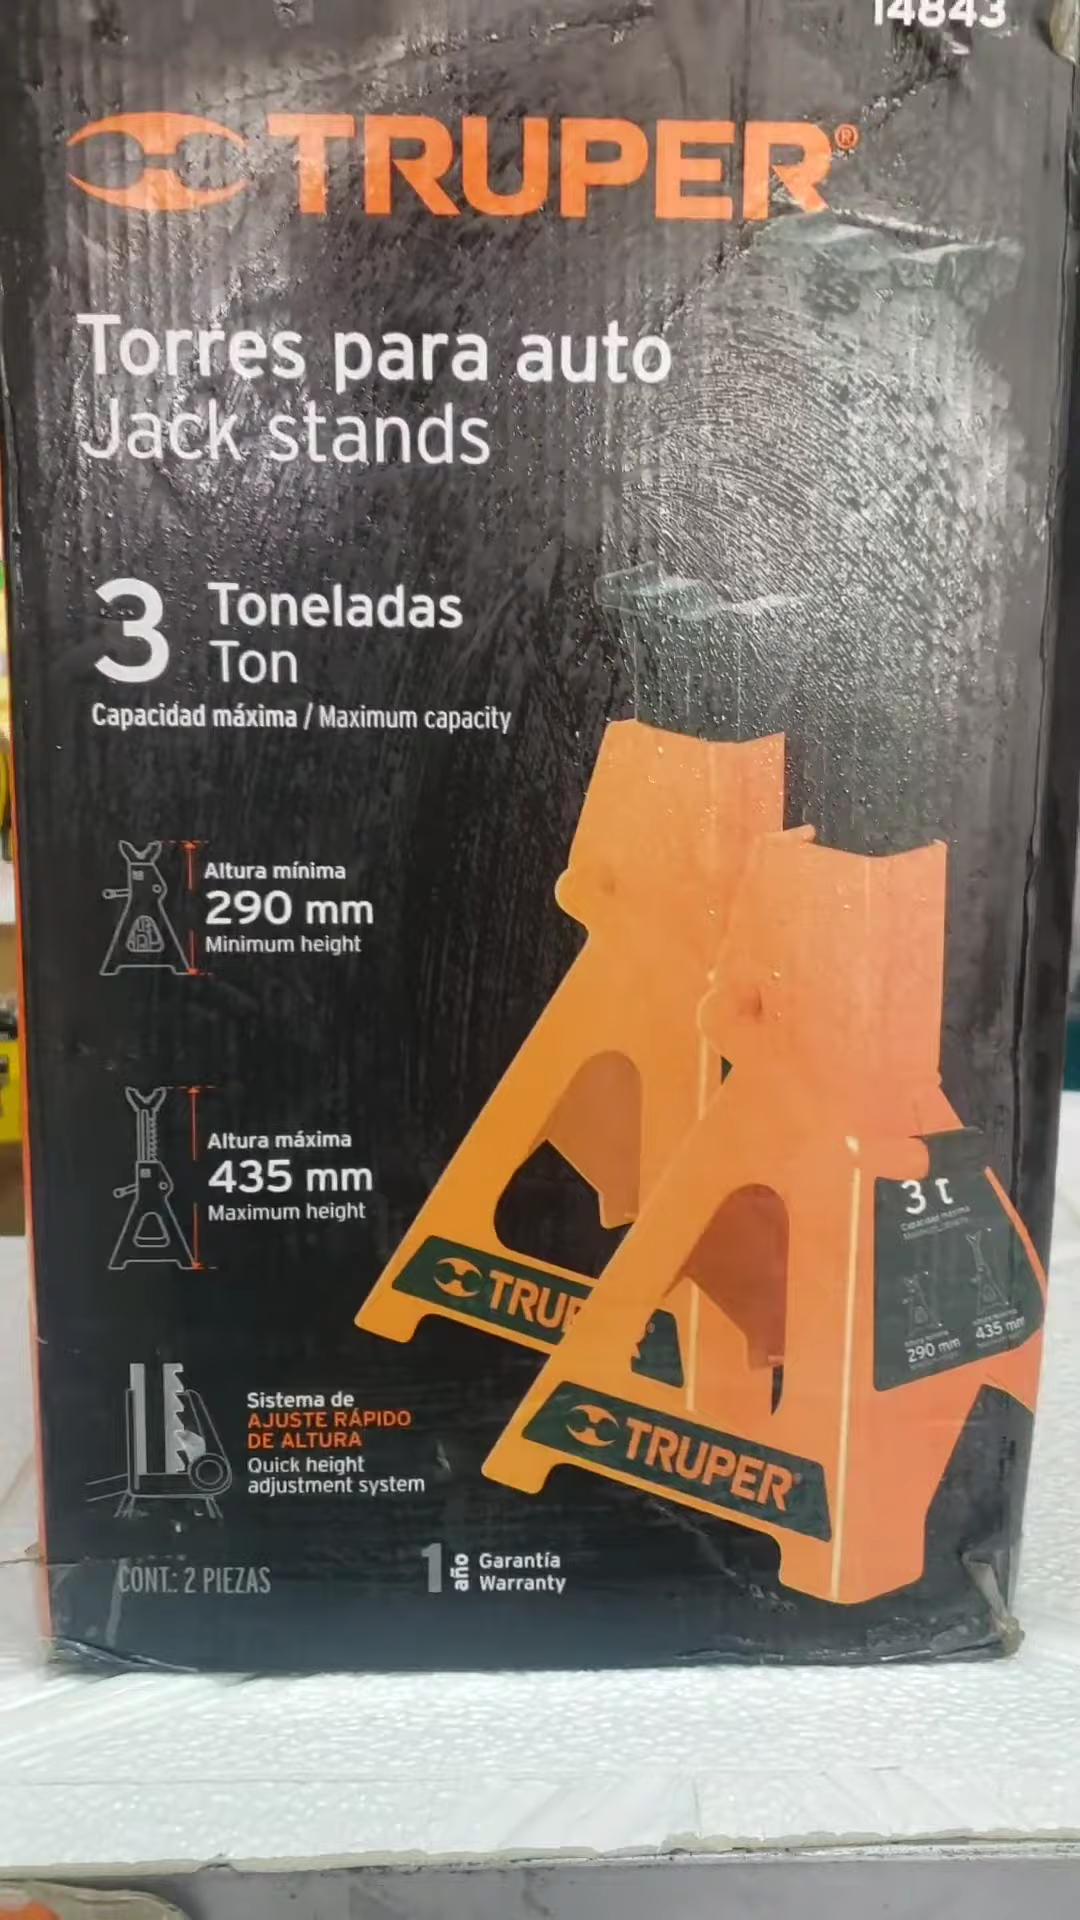 14843
TRUPER®
Torres para auto
Jack stands
3 Toneladas
Ton
Capacidad máxima / Maximum capacity
Altura mínima
290 mm
Minimum height
Altura máxima
435 mm
Maximum height
Sistema de
AJUSTE RÁPIDO
DE ALTURA
Quick height
adjustment system
CONT.: 2 PIEZAS
1 año Garantía
Warranty
TRUPER
3 t
Capacidad máxima
290 mm
435 mm